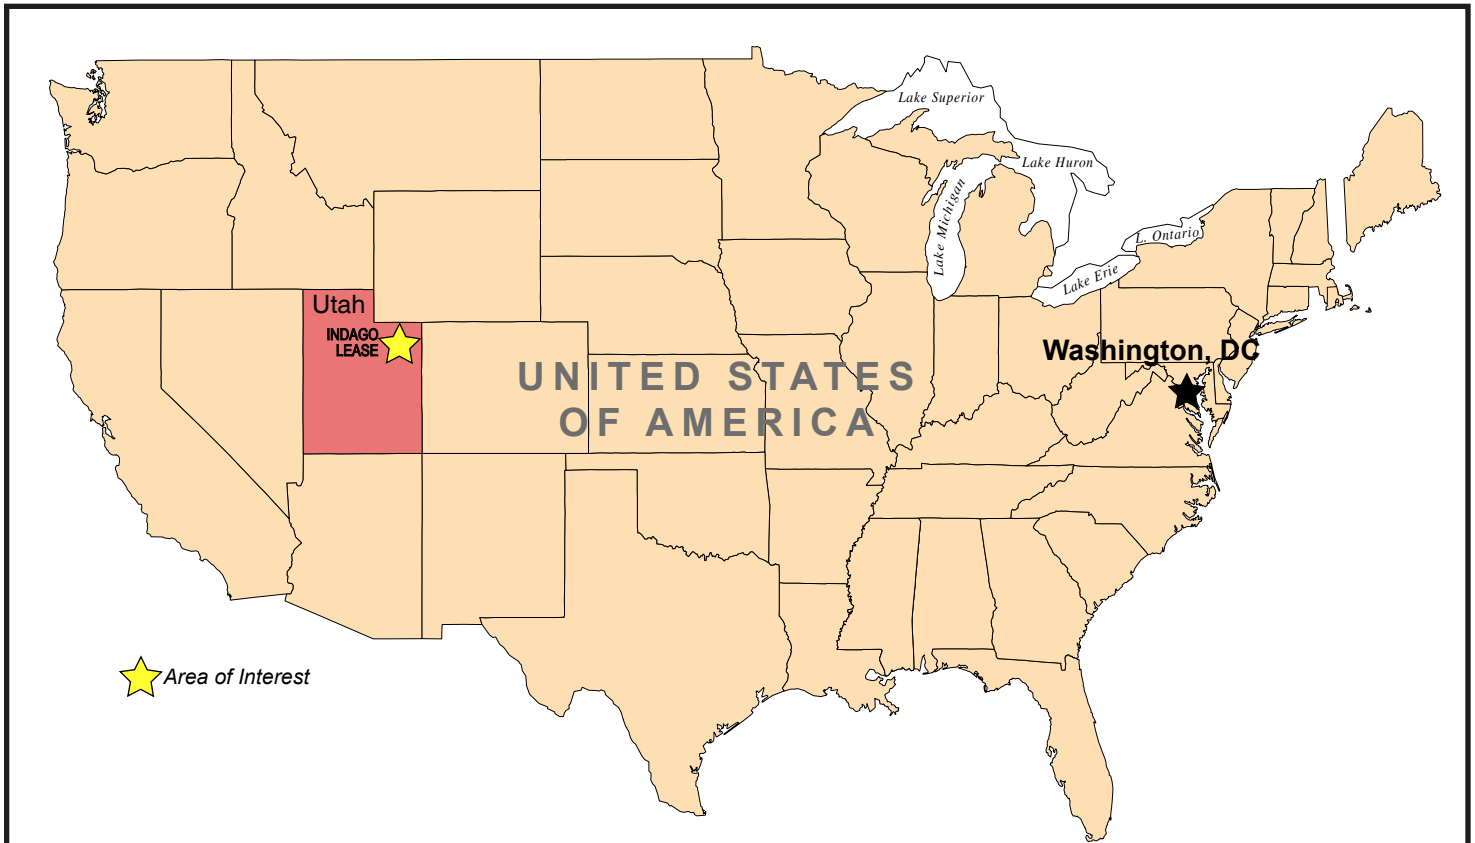 Lake Superior
Lake Huron
Lake Michigan
L. Ontario
Lake Erie
Utah
INDAGO
LEASE
Washington, DC
UNITED STATES
OF AMERICA
Area of Interest